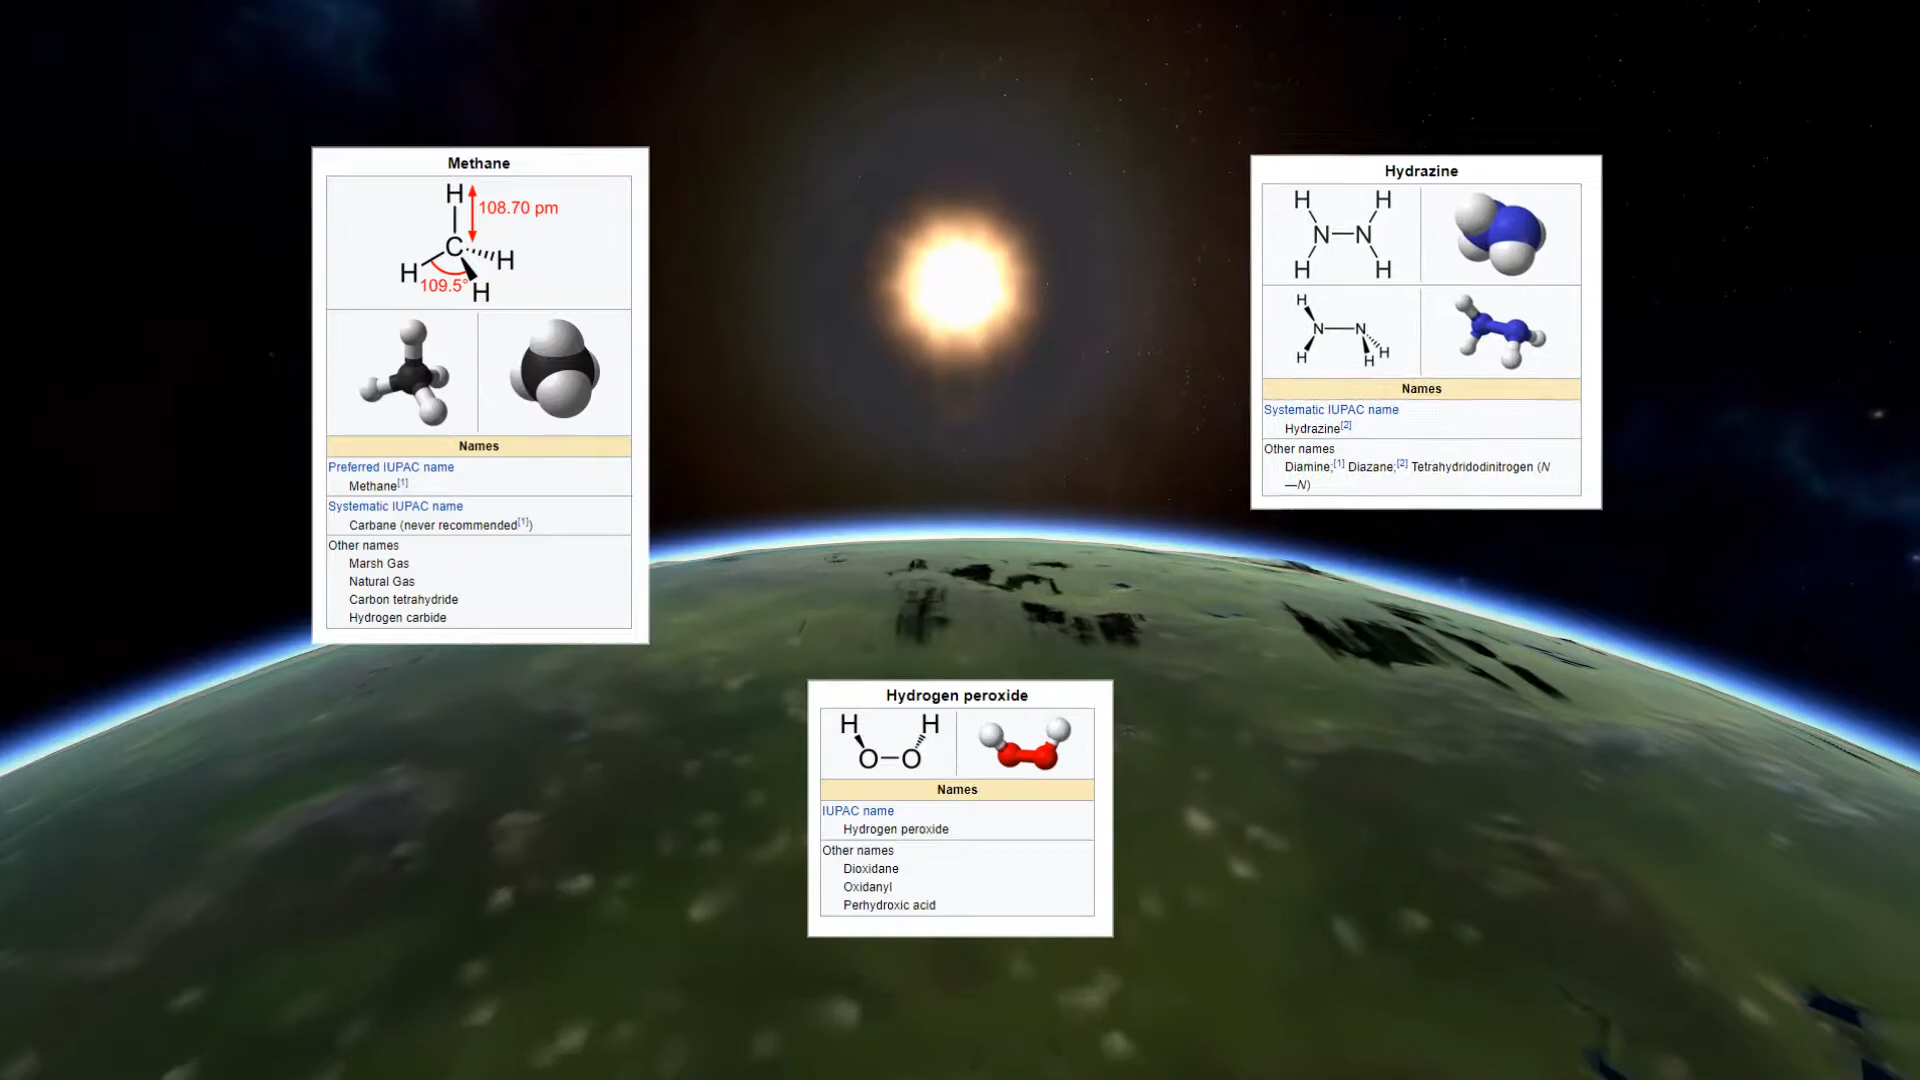 Methane
H
108.70 pm
C
H
H
109.5°
H
Names
Preferred IUPAC name
Methane[1]
Systematic IUPAC name
Carbane (never recommended[1])
Other names
Marsh Gas
Natural Gas
Carbon tetrahydride
Hydrogen carbide
Hydrazine
H H
N N
H H
H
N N
H H H
Names
Systematic IUPAC name
Hydrazine[2]
Other names
Diamine;[1] Diazane;[2] Tetrahydridodinitrogen (N
—N)
Hydrogen peroxide
H H
O O
Names
IUPAC name
Hydrogen peroxide
Other names
Dioxidane
Oxidanyl
Perhydroxic acid